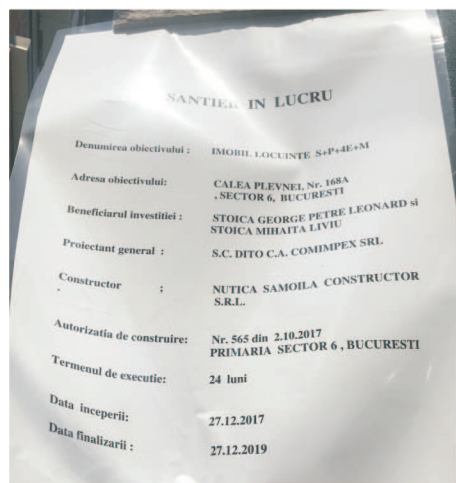 SANTIER IN LUCRU
Denumirea obiectivului : IMOBIL LOCUINTE S+P+4E+M
Adresa obiectivului: CALEA PLEVNEI, Nr. 168A
, SECTOR 6, BUCURESTI
Beneficiarul investitiei : STOICA GEORGE PETRE LEONARD si
STOICA MIHAITA LIVIU
Proiectant general : S.C. DITO C.A. COMIMPEX SRL
Constructor : NUTICA SAMOILA CONSTRUCTOR
S.R.L.
Autorizatia de construire: Nr. 565 din 2.10.2017
PRIMARIA SECTOR 6 , BUCURESTI
Termenul de executie: 24 luni
Data inceperii: 27.12.2017
Data finalizarii : 27.12.2019